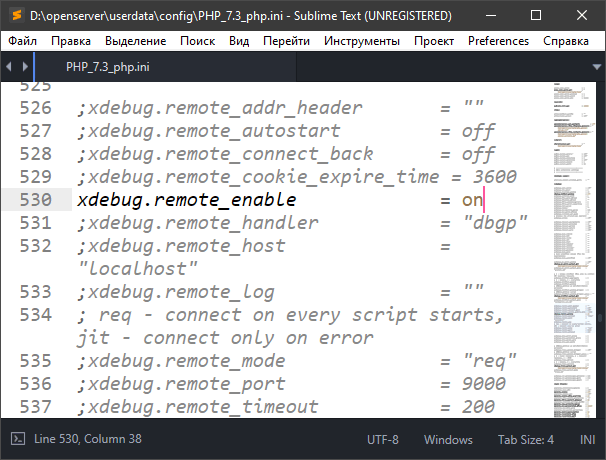 D:\openserver\userdata\config\PHP_7.3_php.ini - Sublime Text (UNREGISTERED)
Файл Правка Выделение Поиск Вид Перейти Инструменты Проект Preferences Справка
PHP_7.3_php.ini
525
526 ;xdebug.remote_addr_header = ""
527 ;xdebug.remote_autostart = off
528 ;xdebug.remote_connect_back = off
529 ;xdebug.remote_cookie_expire_time = 3600
530 xdebug.remote_enable = on
531 ;xdebug.remote_handler = "dbgp"
532 ;xdebug.remote_host =
"localhost"
533 ;xdebug.remote_log = ""
534 ; req - connect on every script starts,
jit - connect only on error
535 ;xdebug.remote_mode = "req"
536 ;xdebug.remote_port = 9000
537 ;xdebug.remote_timeout = 200
Line 530, Column 38 UTF-8 Windows Tab Size: 4 INI